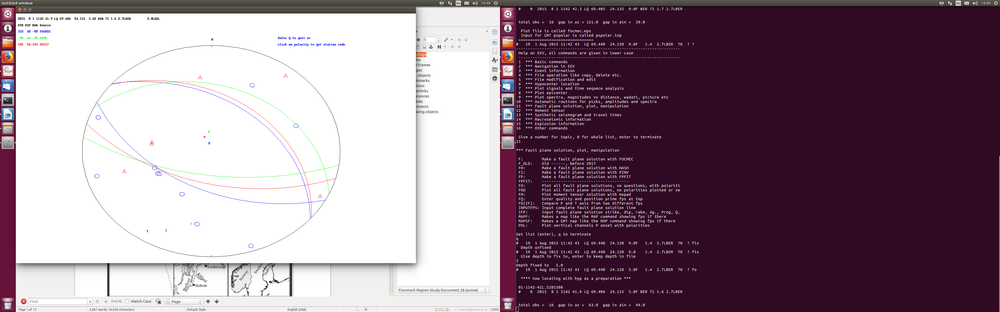 Untitled window
No
14:49
2015  8 1 1142 41.9 LQ 69.406  24.115  5.0F BER 71 1.6 2.7LBER          2.8LHEL
STR DIP RAK Source
310  40 -80 FOCMEC
98  64 -96 PINV
105  56-103 FPFIT
Enter Q to quit or
click on polarity to get station code
N
P
P
P
T
T
T
r
1
H
dings
les
t frames
ges
E objects
okmarks
tions
perlinks
erences
exes
mments
wing objects
Nordreisa
Kåfjord
Storfjord
Skibotn
Norway
Sweden
Gulf of
Finnmark Region Study Document 28 (active)
Find
Find All
Match Case
Page
Page 1 of 13
2,867 words, 16,956 characters
Default Style
English (USA)
120%
No
14:49
#    0  2015  8 1 1142 42.3 LQ 69.405  24.135  9.0F BER 71 1.7 2.7LBER
total obs =  16  gap in az = 121.0  gap in ain =  39.0
Plot file is called focmec.eps
Input for GMT pspolar is called pspolar.inp
================================
#   19  1 Aug 2015 11:42 43  LQ 69.440  24.120  9.0F   1.4  2.7LBER  70  ? ?
----------------------------------------------------------------------
Help on EEV, all commands are given in lower case
----------------------------------------------------------------------
1  *** Basic commands
2  *** Navigation in EEV
3  *** Event information
4  *** File operation like copy, delete etc.
5  *** File modification and edit
6  *** Hypocenter location
7  *** Plot signals and time sequece analysis
8  *** Plot epicenter
9  *** Plot spectra, magnitudes vs distance, wadati, picture etc
10  *** Automatic routines for picks, amplitudes and spectra
11  *** Fault plane solution, plot, manipulation
12  *** Moment tensor
13  *** Synthetic seismogram and travel times
14  *** Macroseismic information
15  *** Explosion information
16  *** Other commands
Give a number for topic, 0 for whole list, enter to terminate
11
*** Fault plane solution, plot, manipulation
F:        Make a fault plane solution with FOCMEC
F_OLD:    Old ------, before 2017
FH:       Make a fault plane solution with HASH
FI:       Make a fault plane solution with PINV
FP:       Make a fault plane solution with FPFIT
FPFIT:    -------------------------------------
FO:       Plot all fault plane solutions, no questions, with polariti
FOO       Plot all fault plane solutions, no polarities plotted or ne
FM:       Plot moment tensor solution with mopad
FQ:       Enter quality and position prime fps at top
FD(IF):   Compare P and T axis from two different fps
INPUTFPS: Input complete fault plane solution line
IFP:      Input fault plane solution strike, dip, rake, Ag., Prog, Q.
MAPF:     Makes a map like the MAP command showing fps if there
MAPGF:    Makes a GMT map like the MAP command showing fps if there
POL:      Plot vertical channels P onset with polarities
Get list (enter), q to terminate
q
#   19  1 Aug 2015 11:42 43  LQ 69.440  24.120  9.0F   1.4  2.7LBER  70  ? fix
Depth unfixed
#   19  1 Aug 2015 11:42 43  LQ 69.440  24.120  9.0    1.4  2.7LBER  70  ? fix
Give depth to fix to, enter to keep depth in file
5
Depth fixed to   5.0
#   19  1 Aug 2015 11:42 43  LQ 69.440  24.120  5.0F   1.4  2.7LBER  70  ? fo
**** now locating with hyp as a preparation ***
01-1142-42L.S201508
#    0  2015  8 1 1142 41.9 LQ 69.406  24.115  5.0F BER 71 1.6 2.7LBER
total obs =  16  gap in az =  63.0  gap in ain =  44.0